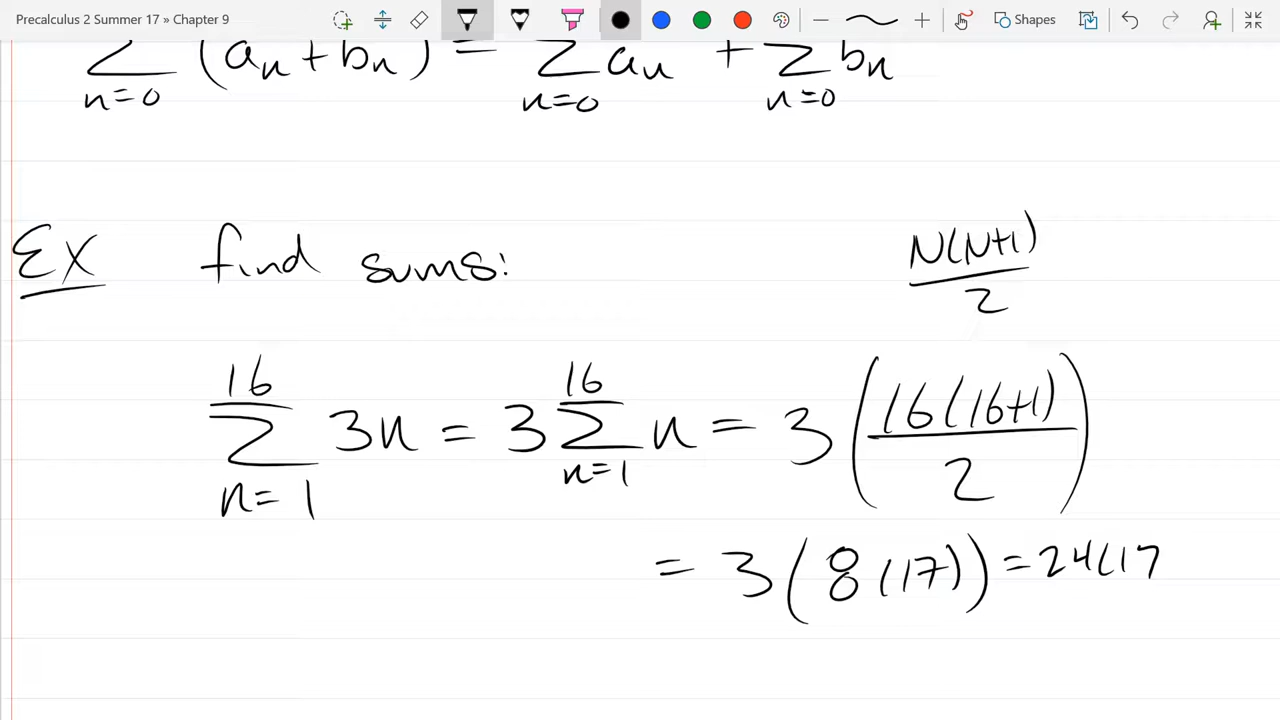 Precalculus 2 Summer 17 » Chapter 9
Shapes
∑ (aₙ + bₙ) = ∑ aₙ + ∑ bₙ
n=0 n=0 n=0
EX find sums: N(N+1)/2
16 16
∑ 3n = 3 ∑ n = 3 (16(16+1)/2)
n=1 n=1
= 3(8(17)) = 24(17